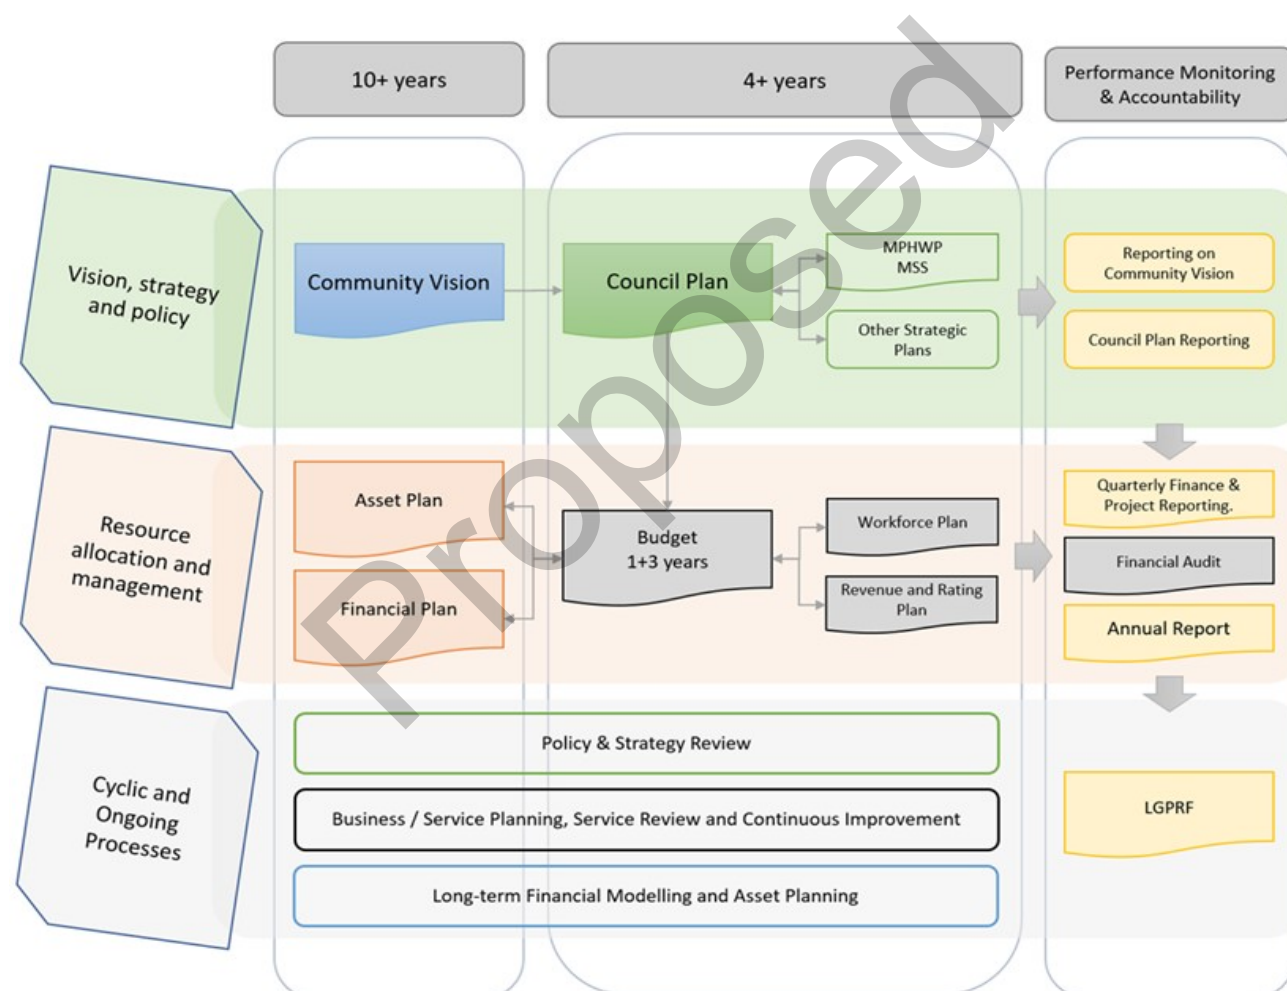 10+ years
4+ years
Performance Monitoring
& Accountability
Vision, strategy
and policy
Community Vision
Council Plan
MPHWP
MSS
Other Strategic
Plans
Reporting on
Community Vision
Council Plan Reporting
Resource
allocation and
management
Asset Plan
Financial Plan
Budget
1+3 years
Workforce Plan
Revenue and Rating
Plan
Quarterly Finance &
Project Reporting.
Financial Audit
Annual Report
Cyclic and
Ongoing
Processes
Policy & Strategy Review
Business / Service Planning, Service Review and Continuous Improvement
Long-term Financial Modelling and Asset Planning
LGPRF
Proposed